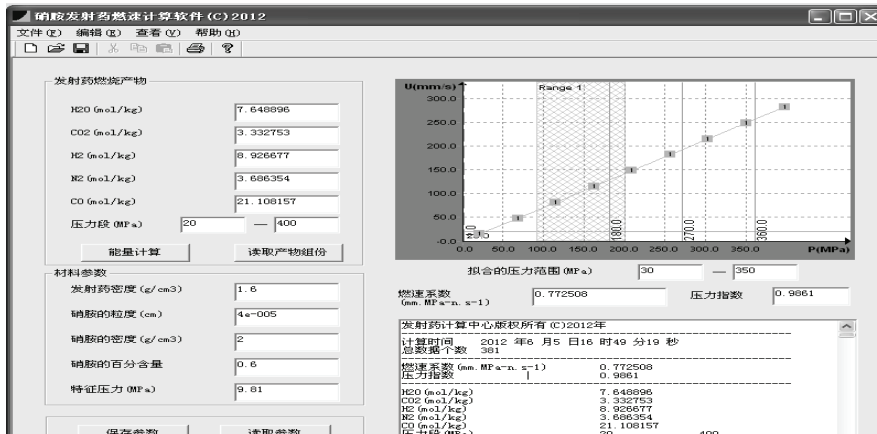 硝胺发射药燃速计算软件(C)2012
文件(F) 编辑(E) 查看(V) 帮助(H)
发射药燃烧产物
H2O(mol/kg) 7.648896
CO2(mol/kg) 3.332753
H2(mol/kg) 8.926677
N2(mol/kg) 3.686354
CO(mol/kg) 21.108157
压力段(MPa) 20 — 400
能量计算 读取产物组份
材料参数
发射药密度(g/cm3) 1.6
硝胺的粒度(cm) 4e-005
硝胺的密度(g/cm3) 2
硝胺的百分含量 0.6
特征压力(MPa) 9.81
保存参数 读取参数
U(mm/s)
Range 1
300.0
250.0
200.0
150.0
100.0
50.0
-0.0
180.0
270.0
360.0
0.0 50.0 100.0 150.0 200.0 250.0 300.0 350.0 P(MPa)
拟合的压力范围(MPa) 30 — 350
燃速系数 0.772508 压力指数 0.9861
(mm.MPa-n.s-1)
发射药计算中心版权所有(C)2012年
计算时间 2012 年6 月5 日16 时49 分19 秒
总数据个数 381
燃速系数(mm.MPa-n.s-1) 0.772508
压力指数 0.9861
H2O(mol/kg) 7.648896
CO2(mol/kg) 3.332753
H2(mol/kg) 8.926677
N2(mol/kg) 3.686354
CO(mol/kg) 21.108157
压力段(MPa) 20 400